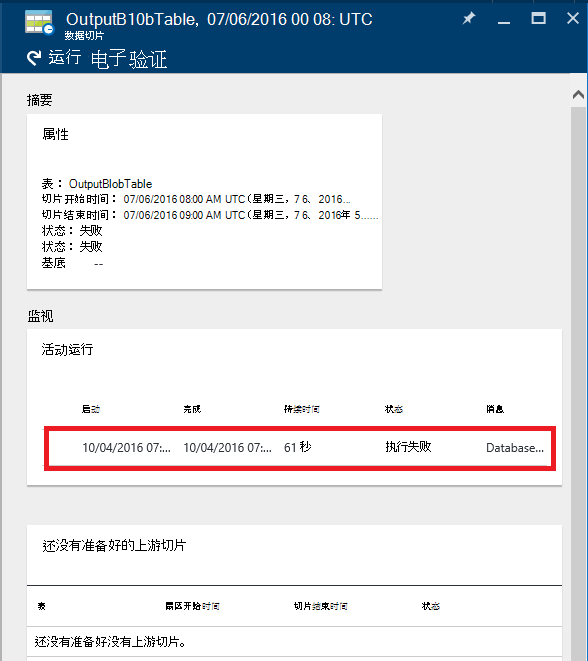 OutputB10bTable, 07/06/2016 00 08: UTC
数据切片
运行 电子验证
摘要
属性
表： OutputBlobTable
切片开始时间： 07/06/2016 08:00 AM UTC（星期三，7 6、2016...
切片结束时间： 07/06/2016 09:00 AM UTC（星期三，7 6、2016年 5......
状态：失败
状态：失败
基底 --
监视
活动运行
启动 完成 持续时间 状态 消息
10/04/2016 07:... 10/04/2016 07:... 61 秒 执行失败 Database...
还没有准备好的上游切片
表 扇区开始时间 切片结束时间 状态
还没有准备好没有上游切片。